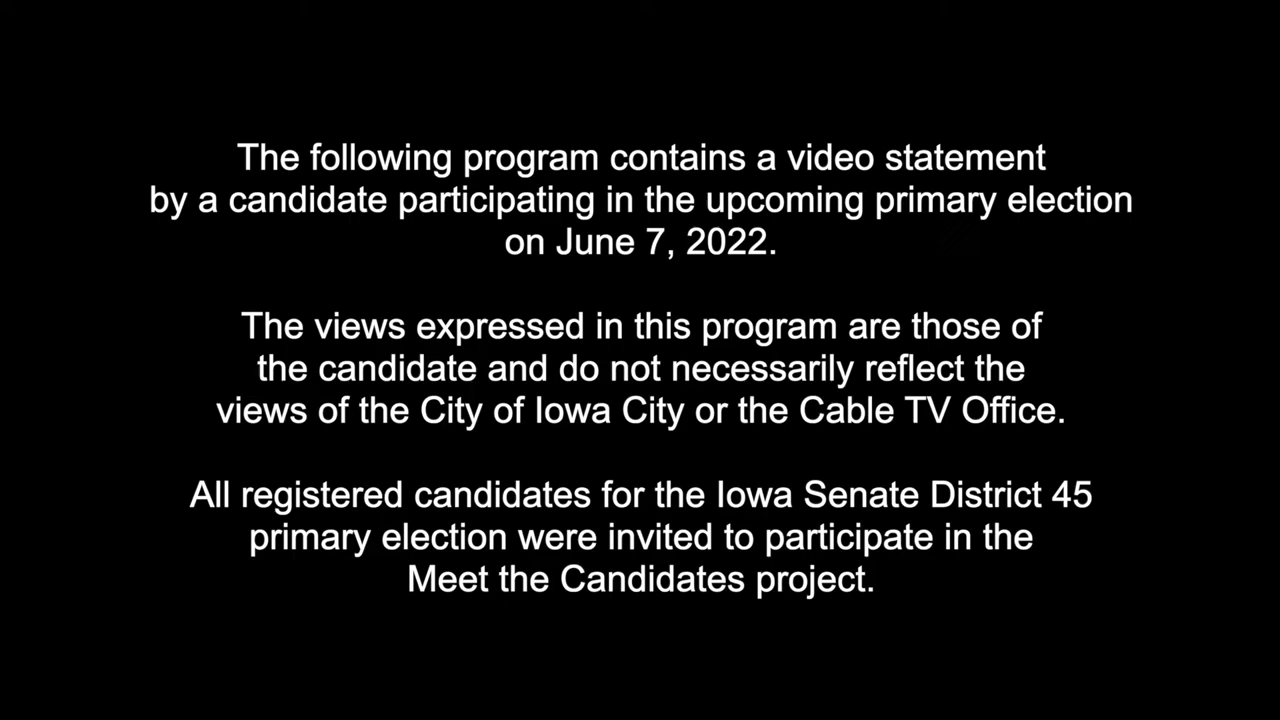 The following program contains a video statement
by a candidate participating in the upcoming primary election
on June 7, 2022.
The views expressed in this program are those of
the candidate and do not necessarily reflect the
views of the City of Iowa City or the Cable TV Office.
All registered candidates for the Iowa Senate District 45
primary election were invited to participate in the
Meet the Candidates project.